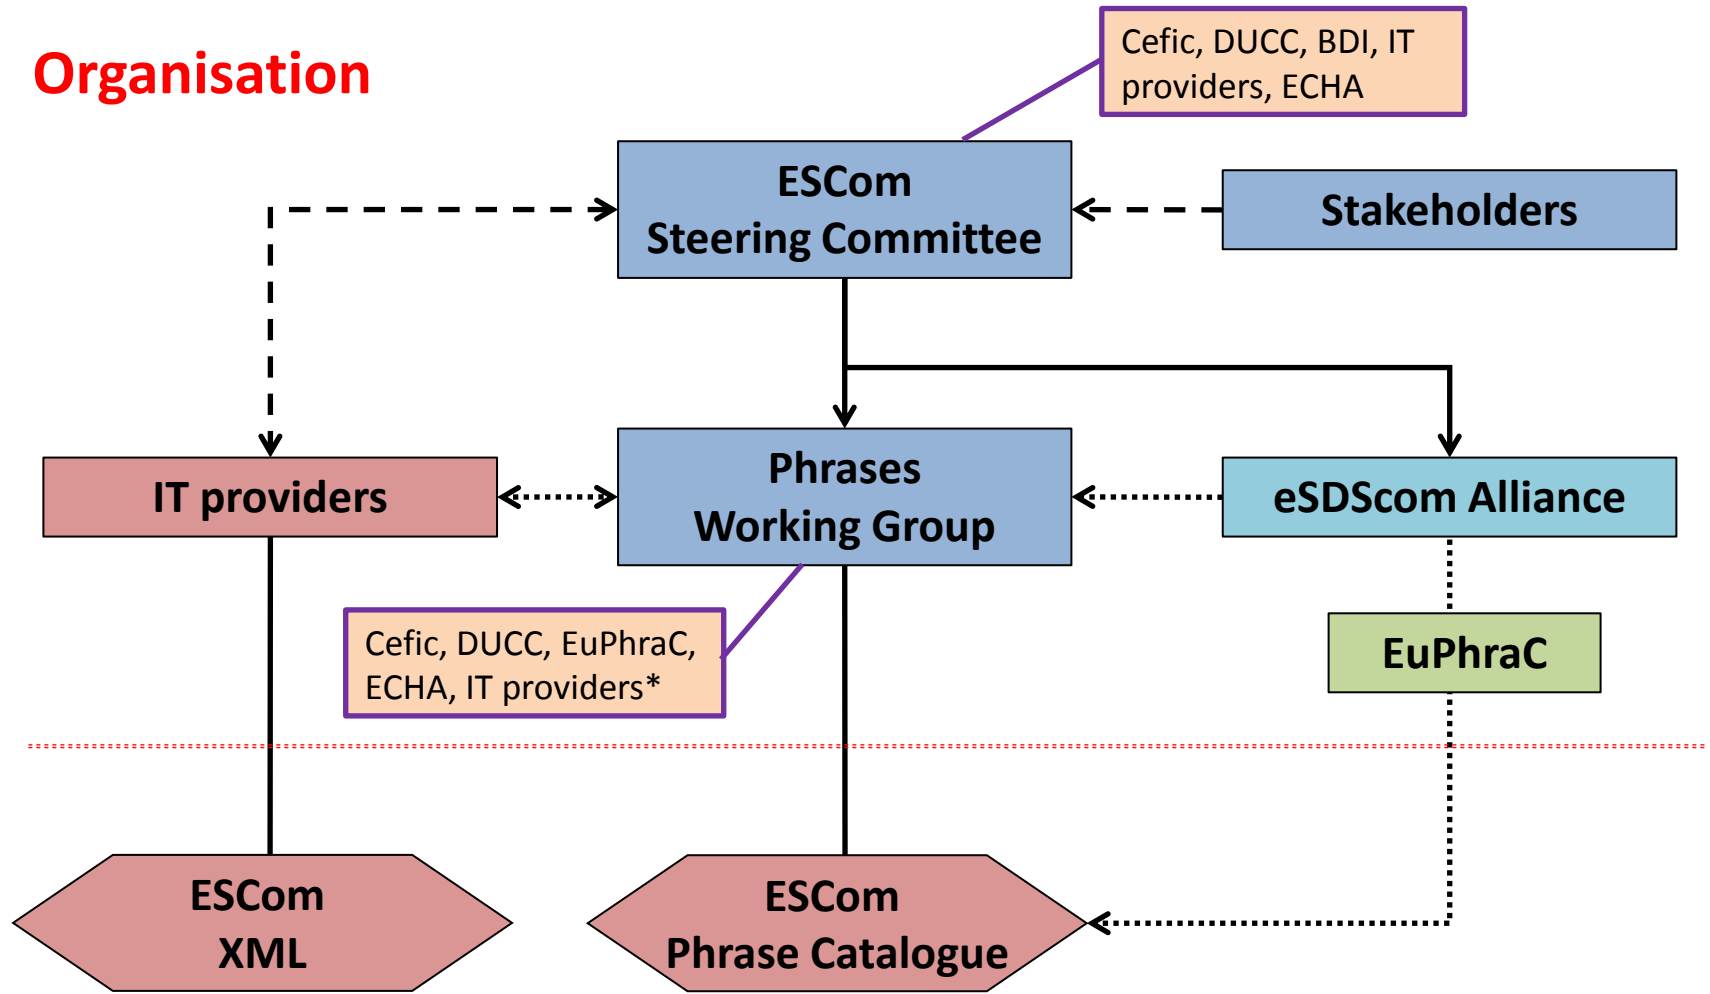 Organisation
Cefic, DUCC, BDI, IT
providers, ECHA
ESCom
Steering Committee
Stakeholders
IT providers
Phrases
Working Group
eSDScom Alliance
Cefic, DUCC, EuPhraC,
ECHA, IT providers*
EuPhraC
ESCom
XML
ESCom
Phrase Catalogue